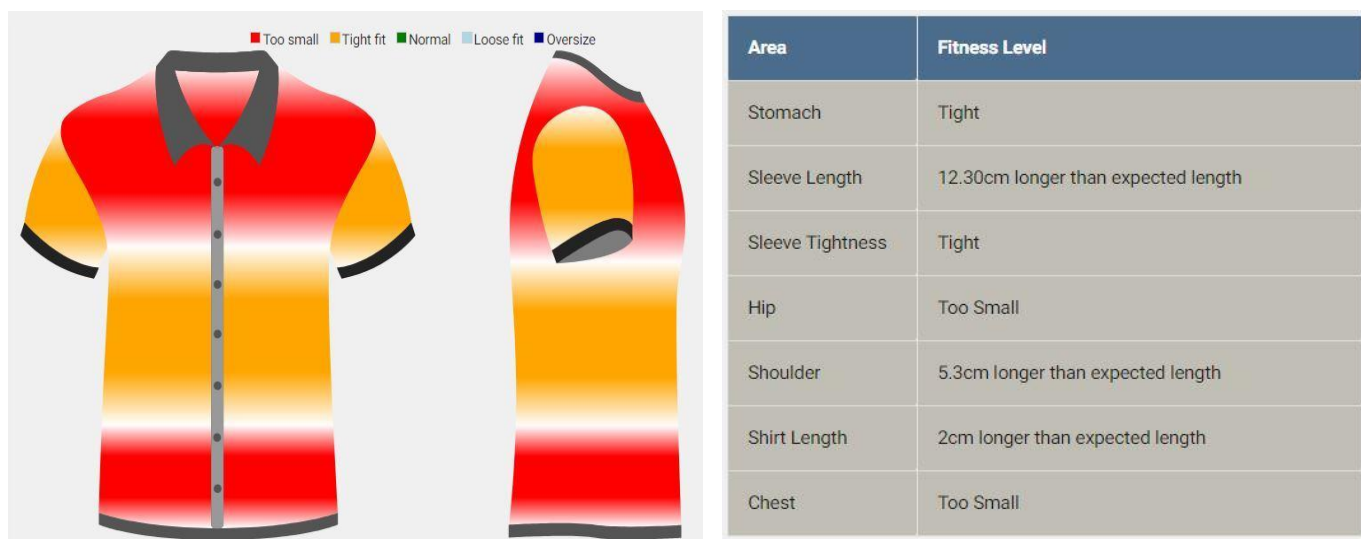 Too small Tight fit Normal Loose fit Oversize
Area Fitness Level
Stomach Tight
Sleeve Length 12.30cm longer than expected length
Sleeve Tightness Tight
Hip Too Small
Shoulder 5.3cm longer than expected length
Shirt Length 2cm longer than expected length
Chest Too Small